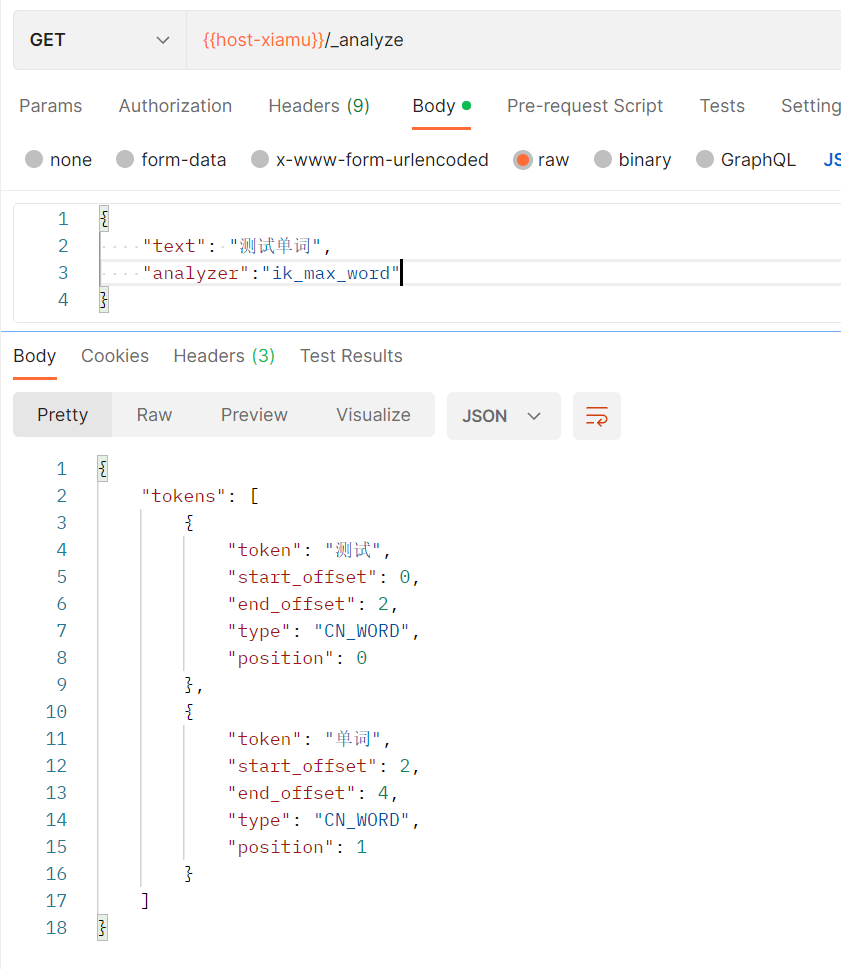 GET {{host-xiamu}}/_analyze
Params Authorization Headers (9) Body Pre-request Script Tests Setting
none form-data x-www-form-urlencoded raw binary GraphQL JS
1 {
2 ····"text":·"测试单词",
3 ····"analyzer":"ik_max_word"
4 }
Body Cookies Headers (3) Test Results
Pretty Raw Preview Visualize JSON
1 {
2 "tokens": [
3 {
4 "token": "测试",
5 "start_offset": 0,
6 "end_offset": 2,
7 "type": "CN_WORD",
8 "position": 0
9 },
10 {
11 "token": "单词",
12 "start_offset": 2,
13 "end_offset": 4,
14 "type": "CN_WORD",
15 "position": 1
16 }
17 ]
18 }